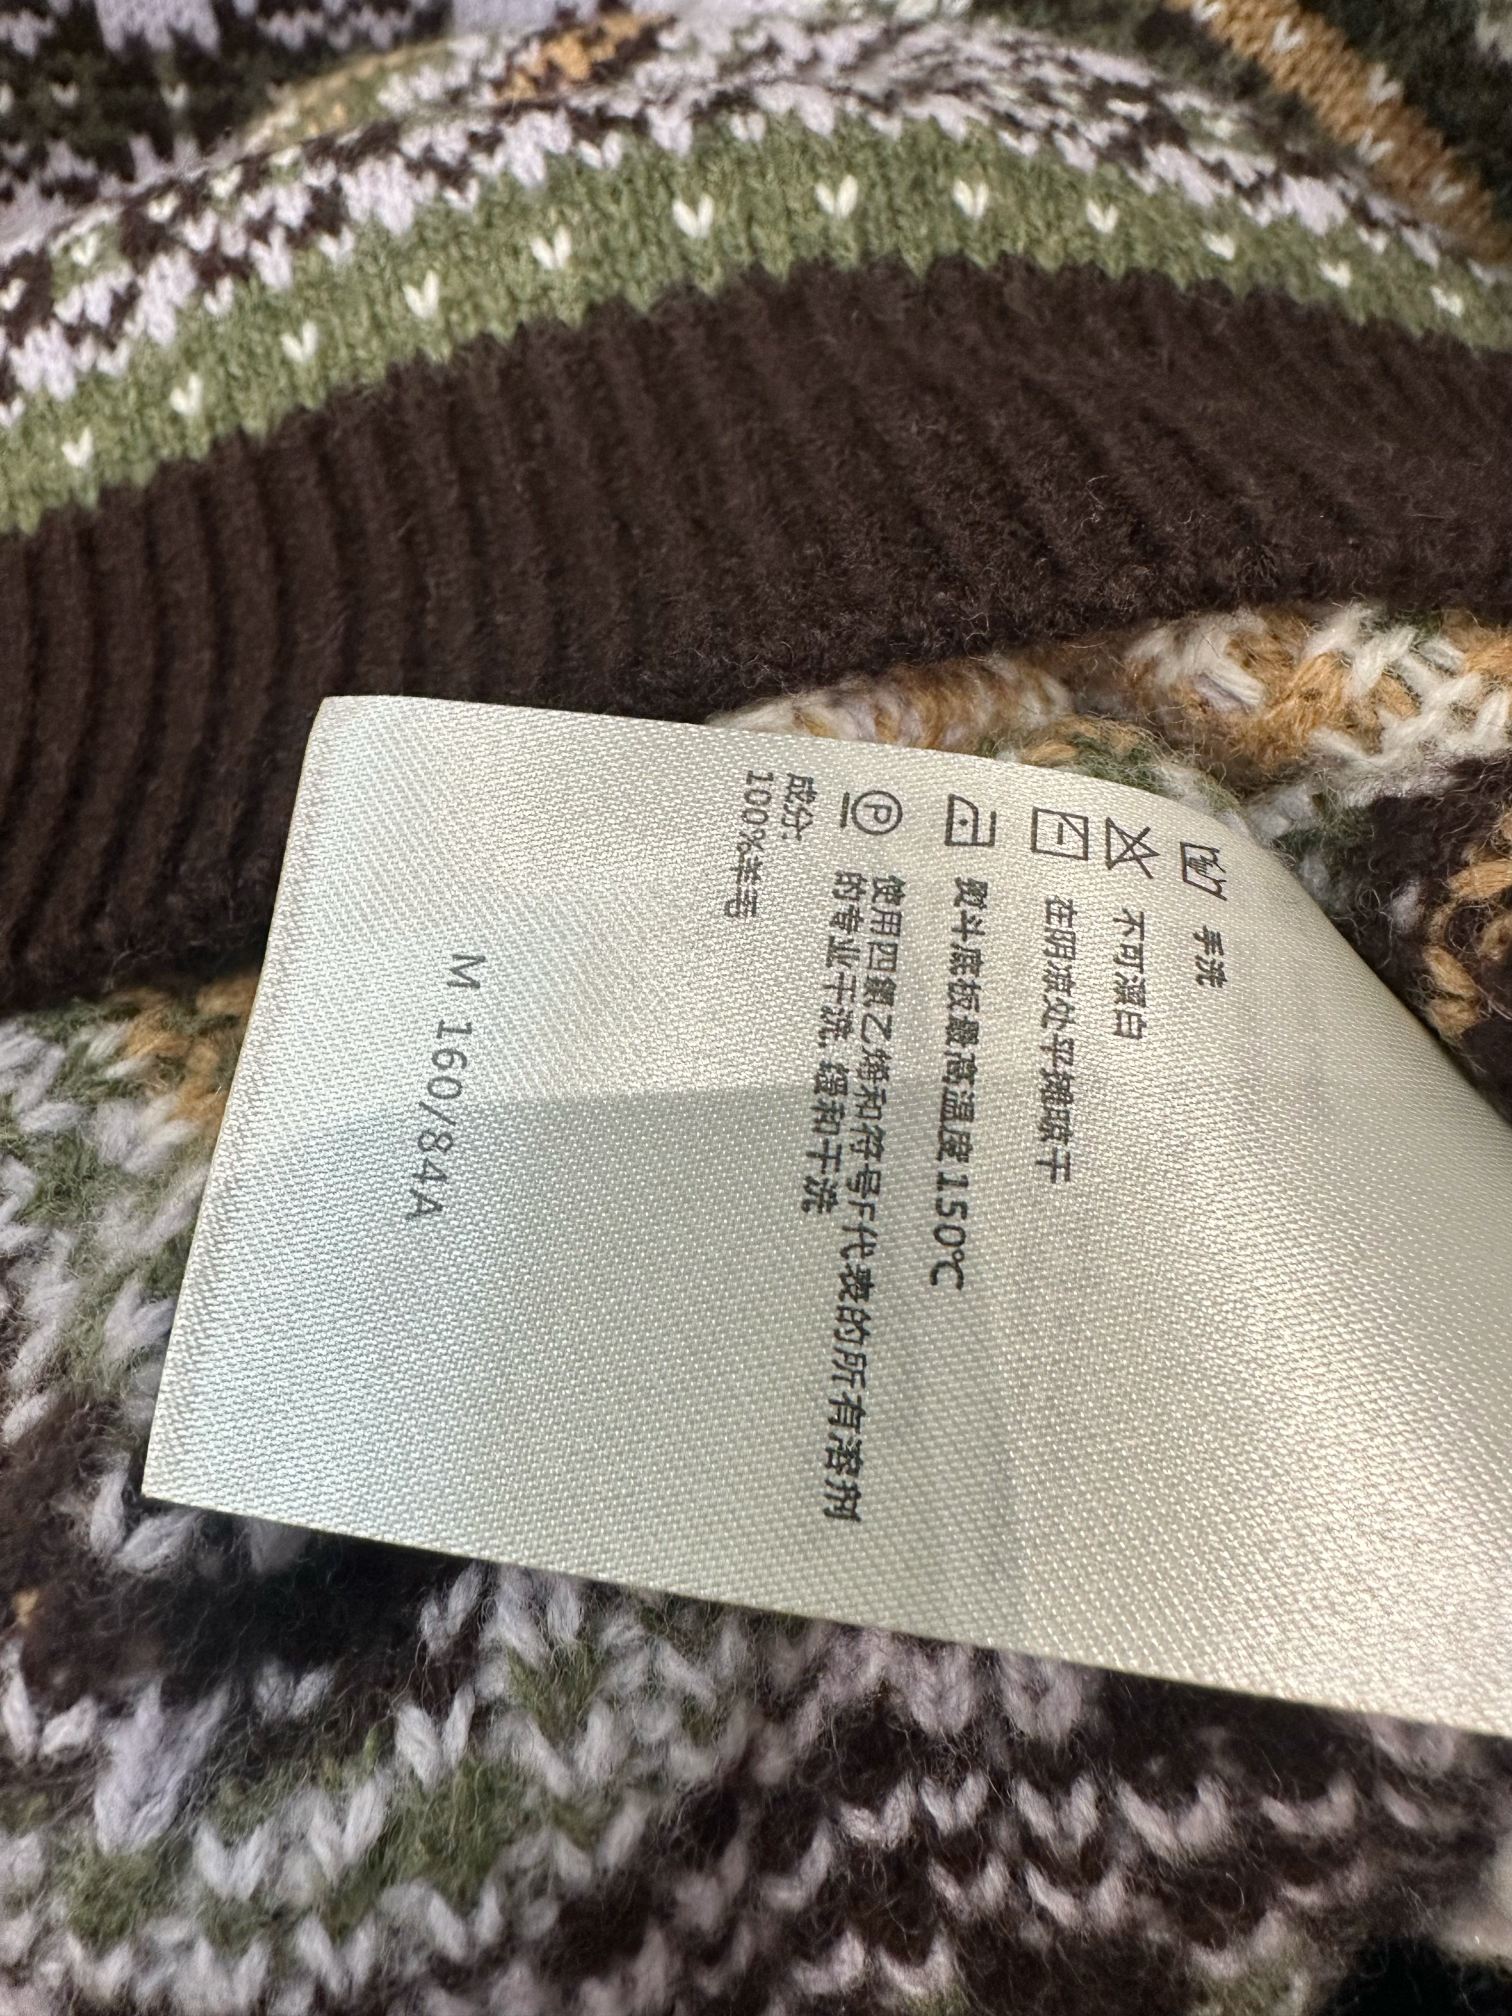 手洗
不可漂白
在阴凉处平摊晾干
熨斗底板最高温度150℃
使用四氯乙烯和符号F代表的所有溶剂
的专业干洗 缓和干洗
成分:
100%羊毛
M 160/84A